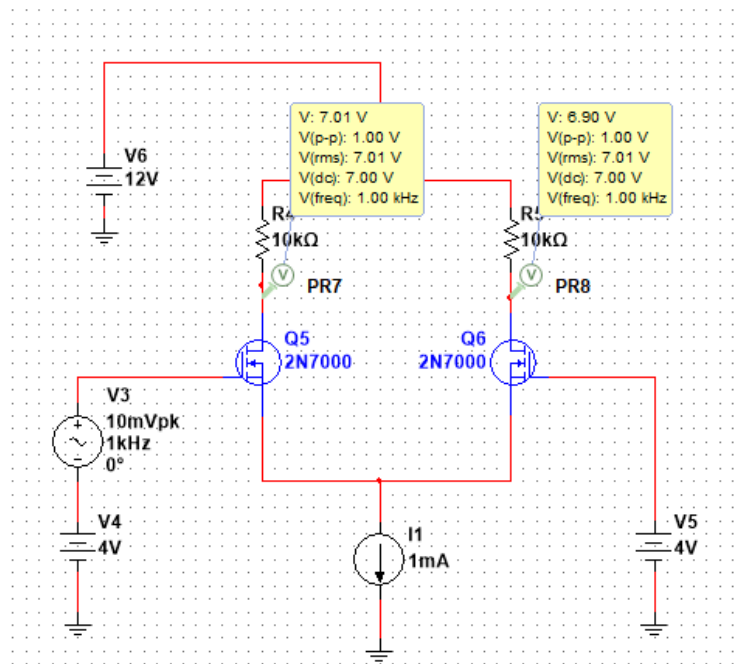 V: 7.01 V
V(p-p): 1.00 V
V(rms): 7.01 V
V(dc): 7.00 V
V(freq): 1.00 kHz
V: 6.90 V
V(p-p): 1.00 V
V(rms): 7.01 V
V(dc): 7.00 V
V(freq): 1.00 kHz
V6
12V
R4
10kΩ
R5
10kΩ
V
PR7
V
PR8
Q5
2N7000
Q6
2N7000
V3
10mVpk
1kHz
0°
V4
4V
I1
1mA
V5
4V